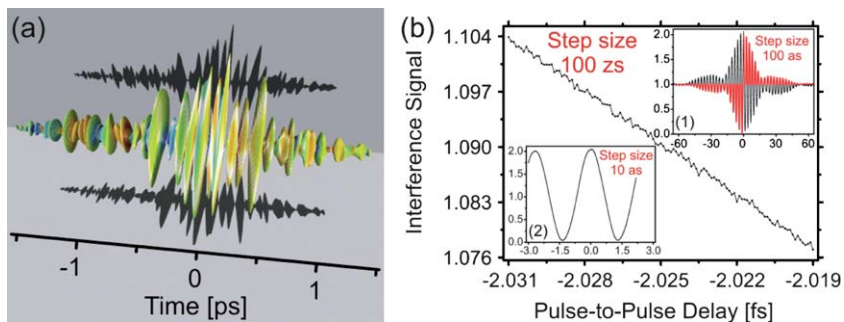 (a)
-1
0
1
Time [ps]
(b)
Interference Signal
1.104
1.097
1.090
1.083
1.076
Step size
100 zs
2.0
1.5
1.0
0.5
0.0
Step size
100 as
(1)
-60 -30 0 30 60
2.0
1.5
1.0
0.5
0.0
Step size
10 as
(2)
-3.0 -1.5 0.0 1.5 3.0
-2.031 -2.028 -2.025 -2.022 -2.019
Pulse-to-Pulse Delay [fs]